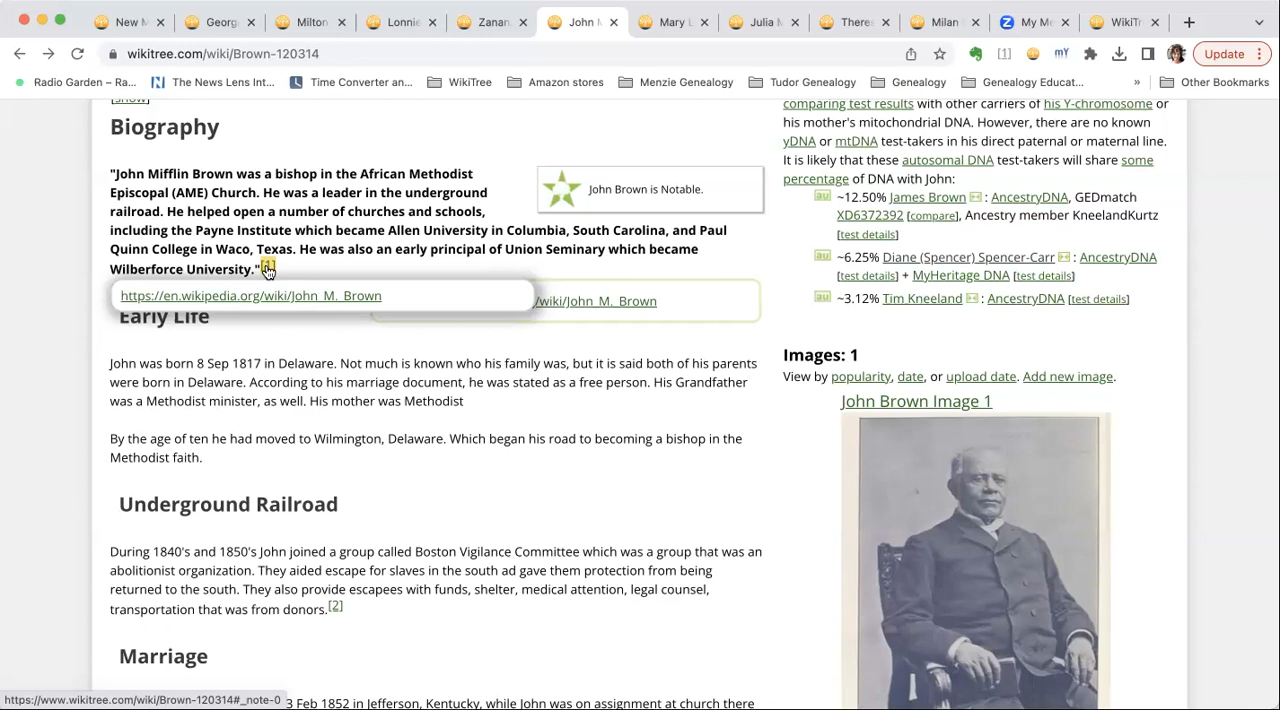 New M
Georg
Milton
Lonnie
Zanan
John M
Mary L
Julia M
Theres
Milan
My Me
WikiTr
wikitree.com/wiki/Brown-120314
[1]
mY
Update
Radio Garden – Ra...
The News Lens Int...
Time Converter an...
WikiTree
Amazon stores
Menzie Genealogy
Tudor Genealogy
Genealogy
Genealogy Educat...
»
Other Bookmarks
[show]
Biography
"John Mifflin Brown was a bishop in the African Methodist
Episcopal (AME) Church. He was a leader in the underground
railroad. He helped open a number of churches and schools,
including the Payne Institute which became Allen University in Columbia, South Carolina, and Paul
Quinn College in Waco, Texas. He was also an early principal of Union Seminary which became
Wilberforce University."[1]
John Brown is Notable.
https://en.wikipedia.org/wiki/John_M._Brown
/wiki/John_M._Brown
Early Life
John was born 8 Sep 1817 in Delaware. Not much is known who his family was, but it is said both of his parents
were born in Delaware. According to his marriage document, he was stated as a free person. His Grandfather
was a Methodist minister, as well. His mother was Methodist
By the age of ten he had moved to Wilmington, Delaware. Which began his road to becoming a bishop in the
Methodist faith.
Underground Railroad
During 1840's and 1850's John joined a group called Boston Vigilance Committee which was a group that was an
abolitionist organization. They aided escape for slaves in the south ad gave them protection from being
returned to the south. They also provide escapees with funds, shelter, medical attention, legal counsel,
transportation that was from donors.[2]
Marriage
3 Feb 1852 in Jefferson, Kentucky, while John was on assignment at church there
https://www.wikitree.com/wiki/Brown-120314#_note-0
comparing test results with other carriers of his Y-chromosome or
his mother's mitochondrial DNA. However, there are no known
yDNA or mtDNA test-takers in his direct paternal or maternal line.
It is likely that these autosomal DNA test-takers will share some
percentage of DNA with John:
au ~12.50% James Brown : AncestryDNA, GEDmatch
XD6372392 [compare], Ancestry member KneelandKurtz
[test details]
au ~6.25% Diane (Spencer) Spencer-Carr : AncestryDNA
[test details] + MyHeritage DNA [test details]
au ~3.12% Tim Kneeland : AncestryDNA [test details]
Images: 1
View by popularity, date, or upload date. Add new image.
John Brown Image 1